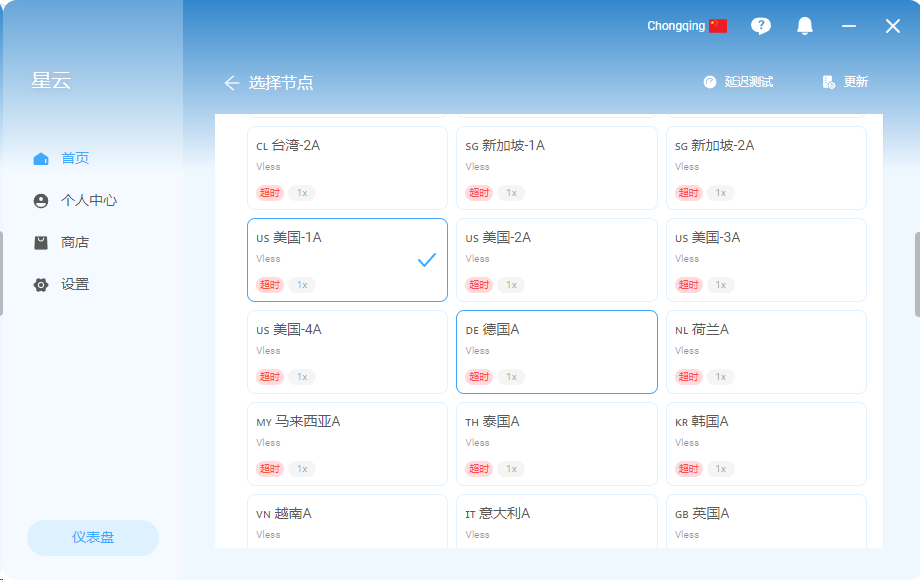 Chongqing
星云
选择节点
延迟测试
更新
首页
个人中心
商店
设置
仪表盘
CL 台湾-2A
Vless
超时 1x
SG 新加坡-1A
Vless
超时 1x
SG 新加坡-2A
Vless
超时 1x
US 美国-1A
Vless
超时 1x
US 美国-2A
Vless
超时 1x
US 美国-3A
Vless
超时 1x
US 美国-4A
Vless
超时 1x
DE 德国A
Vless
超时 1x
NL 荷兰A
Vless
超时 1x
MY 马来西亚A
Vless
超时 1x
TH 泰国A
Vless
超时 1x
KR 韩国A
Vless
超时 1x
VN 越南A
Vless
IT 意大利A
Vless
GB 英国A
Vless